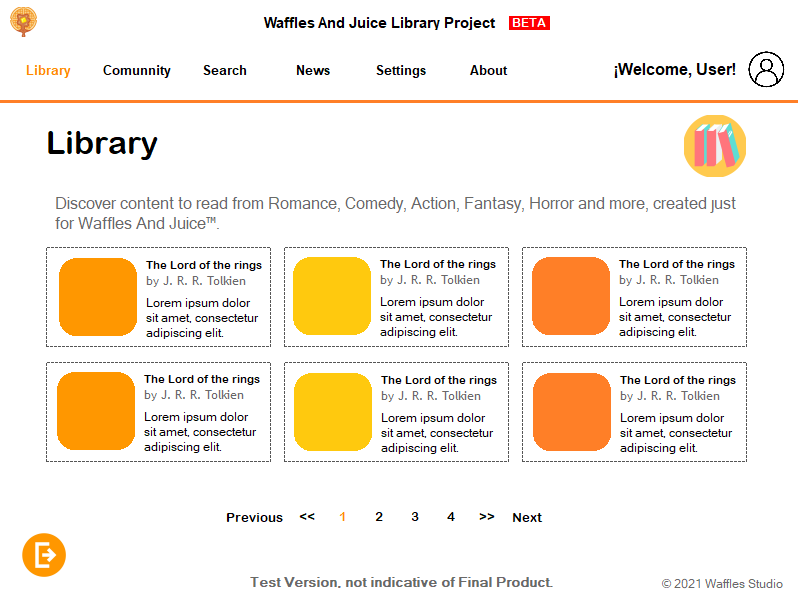 Waffles And Juice Library Project BETA
Library Comunnity Search News Settings About ¡Welcome, User!
Library
Discover content to read from Romance, Comedy, Action, Fantasy, Horror and more, created just
for Waffles And Juice™.
The Lord of the rings
by J. R. R. Tolkien
Lorem ipsum dolor
sit amet, consectetur
adipiscing elit.
The Lord of the rings
by J. R. R. Tolkien
Lorem ipsum dolor
sit amet, consectetur
adipiscing elit.
The Lord of the rings
by J. R. R. Tolkien
Lorem ipsum dolor
sit amet, consectetur
adipiscing elit.
The Lord of the rings
by J. R. R. Tolkien
Lorem ipsum dolor
sit amet, consectetur
adipiscing elit.
The Lord of the rings
by J. R. R. Tolkien
Lorem ipsum dolor
sit amet, consectetur
adipiscing elit.
The Lord of the rings
by J. R. R. Tolkien
Lorem ipsum dolor
sit amet, consectetur
adipiscing elit.
Previous << 1 2 3 4 >> Next
Test Version, not indicative of Final Product.
© 2021 Waffles Studio